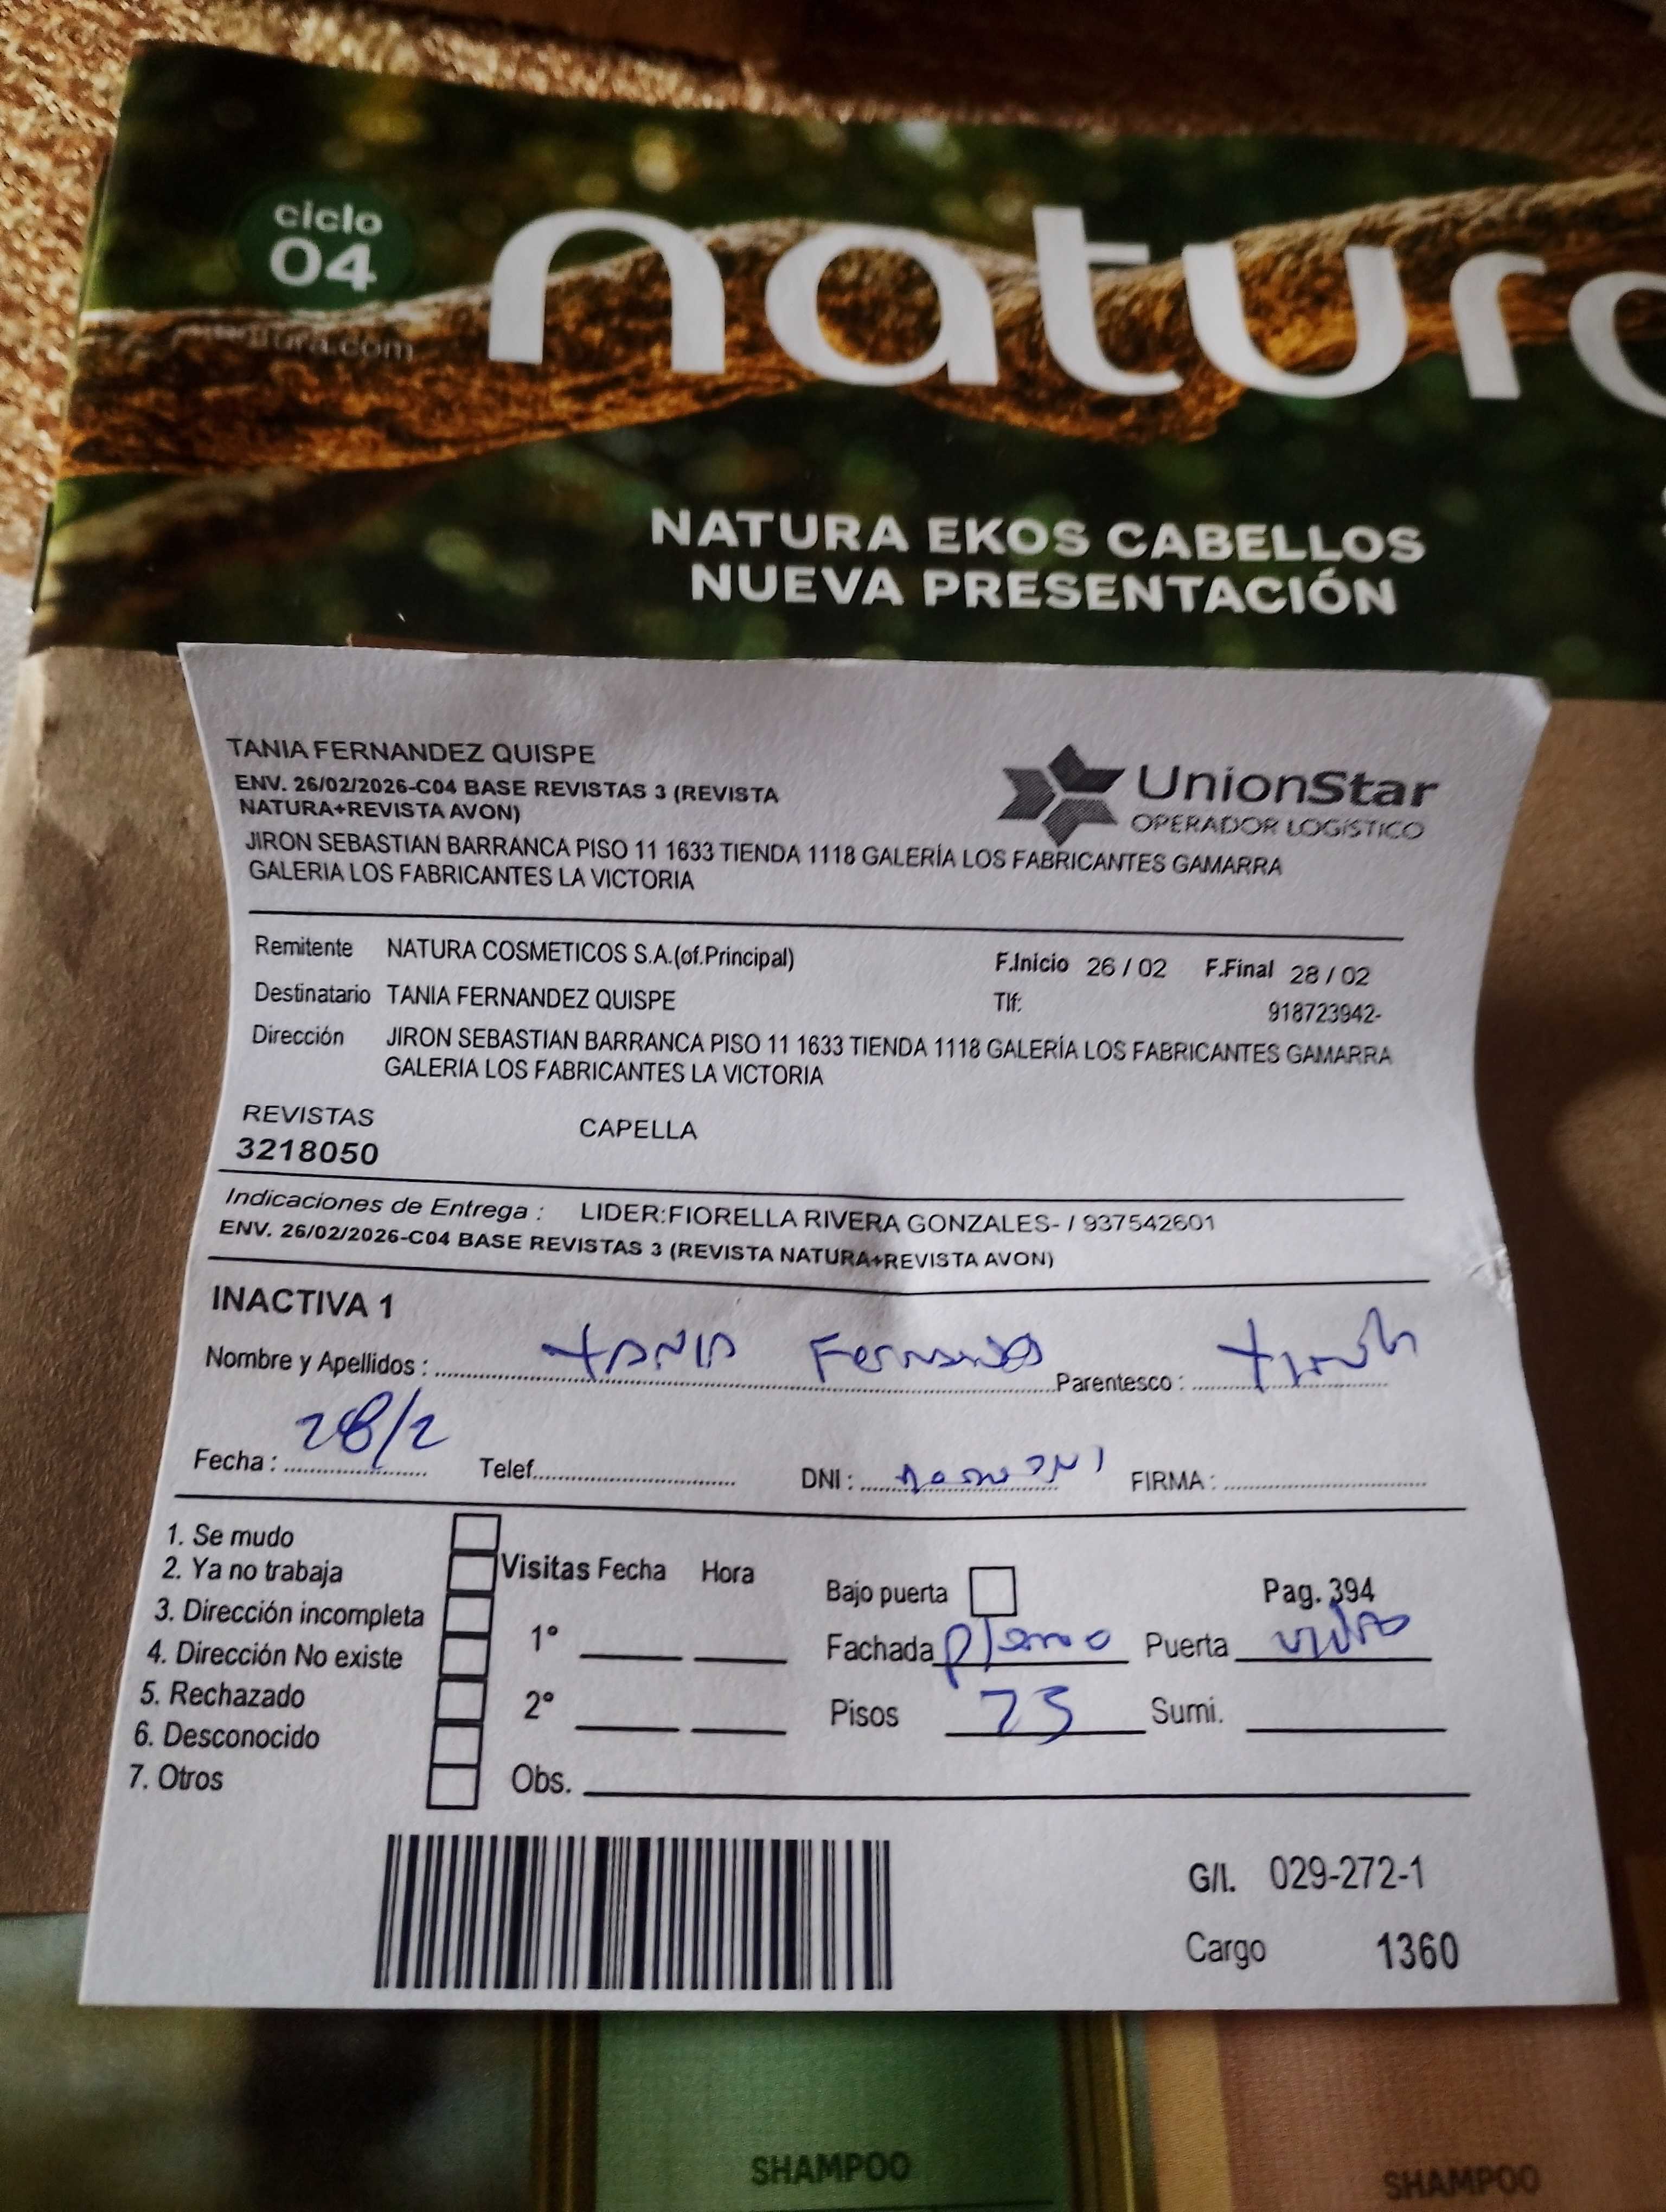 ciclo
04
natura
NATURA EKOS CABELLOS
NUEVA PRESENTACIÓN
TANIA FERNANDEZ QUISPE
ENV. 26/02/2026-C04 BASE REVISTAS 3 (REVISTA
NATURA+REVISTA AVON)
UnionStar
OPERADOR LOGÍSTICO
JIRON SEBASTIAN BARRANCA PISO 11 1633 TIENDA 1118 GALERÍA LOS FABRICANTES GAMARRA
GALERIA LOS FABRICANTES LA VICTORIA
Remitente NATURA COSMETICOS S.A.(of.Principal) F.Inicio 26 / 02 F.Final 28 / 02
Destinatario TANIA FERNANDEZ QUISPE Tlf: 918723942-
Dirección JIRON SEBASTIAN BARRANCA PISO 11 1633 TIENDA 1118 GALERÍA LOS FABRICANTES GAMARRA
GALERIA LOS FABRICANTES LA VICTORIA
REVISTAS CAPELLA
3218050
Indicaciones de Entrega : LIDER:FIORELLA RIVERA GONZALES- / 937542601
ENV. 26/02/2026-C04 BASE REVISTAS 3 (REVISTA NATURA+REVISTA AVON)
INACTIVA 1
Nombre y Apellidos : TANIA Parentesco :
Fecha : 28/2 Telef. DNI : FIRMA :
1. Se mudo
2. Ya no trabaja
3. Dirección incompleta
4. Dirección No existe
5. Rechazado
6. Desconocido
7. Otros
Visitas Fecha Hora
1°
2°
Obs.
Bajo puerta Pag. 394
Fachada Puerta
Pisos Sumi.
G/I. 029-272-1
Cargo 1360
SHAMPOO
SHAMPOO